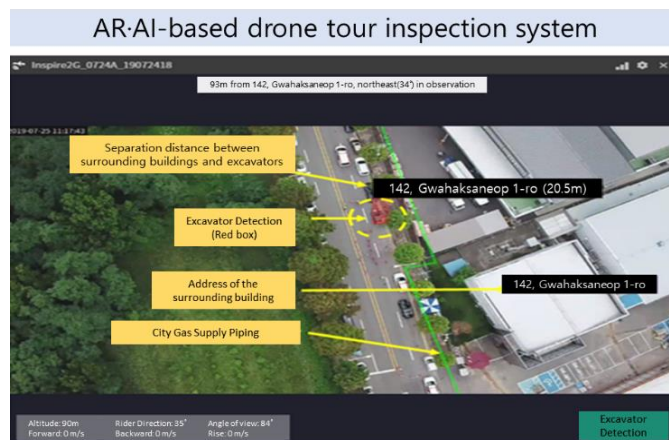 AR·AI-based drone tour inspection system
Inspire2G_0724A_19072418
93m from 142, Gwahaksaneop 1-ro, northeast(34˚) in observation
2019-07-25 11:17:43
Separation distance between
surrounding buildings and excavators
142, Gwahaksaneop 1-ro (20.5m)
Excavator Detection
(Red box)
Address of the
surrounding building
142, Gwahaksaneop 1-ro
City Gas Supply Piping
Altitude: 90m
Rider Direction: 35˚
Angle of view: 84˚
Forward: 0 m/s
Backward: 0 m/s
Rise: 0 m/s
Excavator
Detection